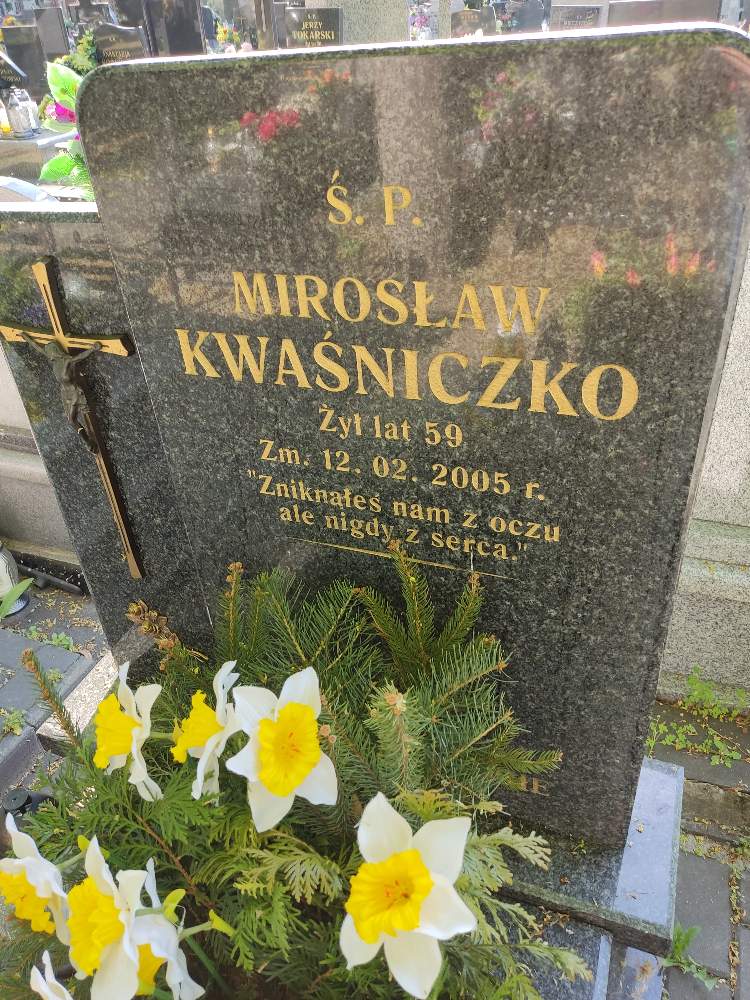 JERZY
TOKARSKI
Ś. P.
MIROSŁAW
KWAŚNICZKO
Żył lat 59
Zm. 12. 02. 2005 r.
"Zniknąłeś nam z oczu
ale nigdy z serca."